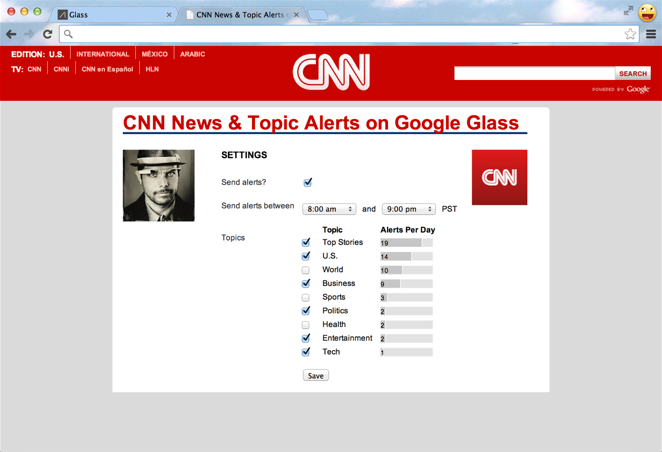 Glass
CNN News & Topic Alerts
EDITION: U.S. INTERNATIONAL MÉXICO ARABIC
TV: CNN CNNi CNN en Español HLN
CNN
SEARCH
POWERED BY Google
CNN News & Topic Alerts on Google Glass
SETTINGS
CNN
Send alerts?
Send alerts between 8:00 am and 9:00 pm PST
Topics
Topic Alerts Per Day
Top Stories 19
U.S. 14
World 10
Business 9
Sports 3
Politics 2
Health 2
Entertainment 2
Tech 1
Save